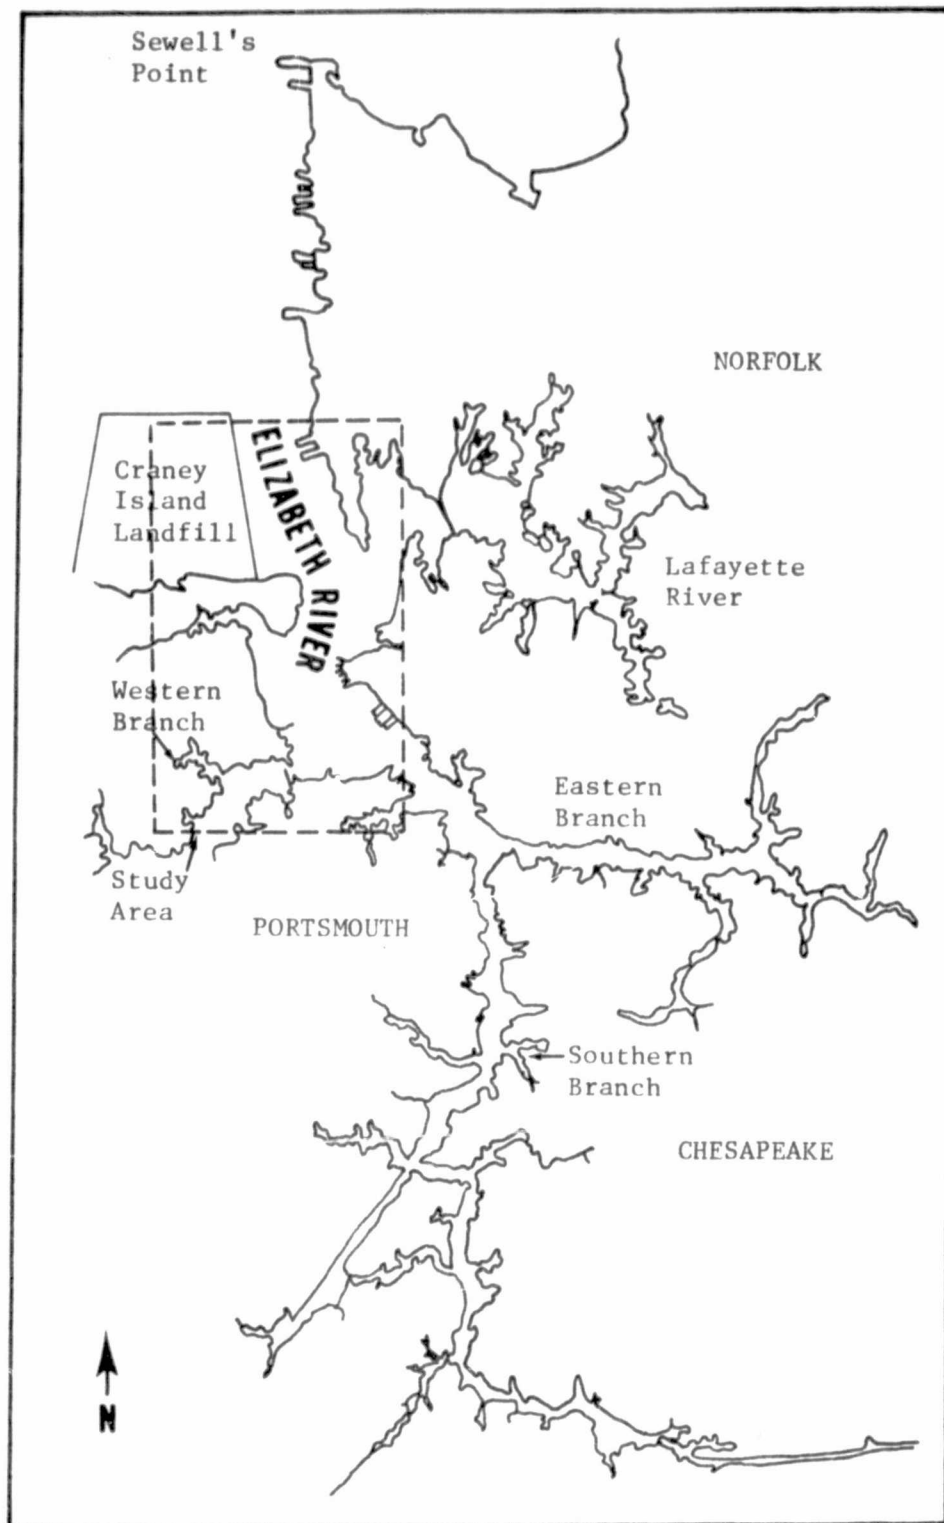 Sewell's
Point
NORFOLK
Craney
Island
Landfill
ELIZABETH RIVER
Lafayette
River
Western
Branch
Eastern
Branch
Study
Area
PORTSMOUTH
Southern
Branch
CHESAPEAKE
N